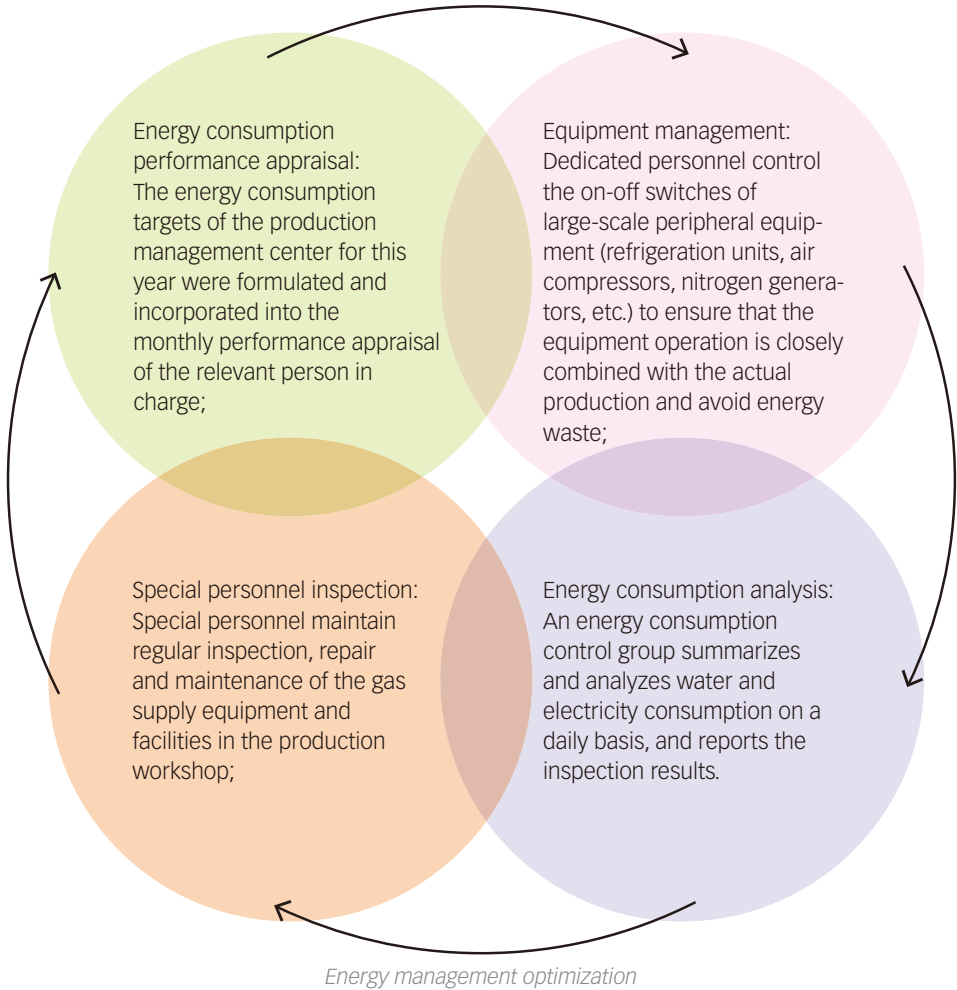 Energy consumption
performance appraisal:
The energy consumption
targets of the production
management center for this
year were formulated and
incorporated into the
monthly performance appraisal
of the relevant person in
charge;
Equipment management:
Dedicated personnel control
the on-off switches of
large-scale peripheral equip-
ment (refrigeration units, air
compressors, nitrogen genera-
tors, etc.) to ensure that the
equipment operation is closely
combined with the actual
production and avoid energy
waste;
Special personnel inspection:
Special personnel maintain
regular inspection, repair
and maintenance of the gas
supply equipment and
facilities in the production
workshop;
Energy consumption analysis:
An energy consumption
control group summarizes
and analyzes water and
electricity consumption on a
daily basis, and reports the
inspection results.
Energy management optimization